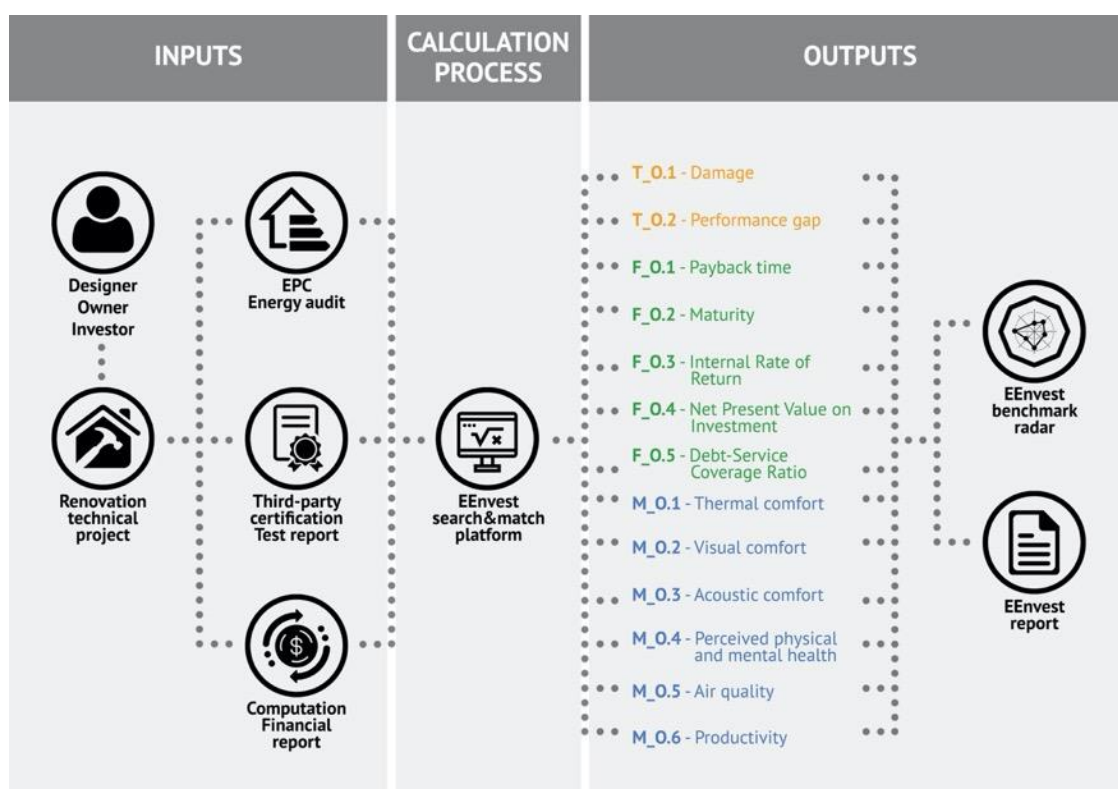 INPUTS
CALCULATION
PROCESS
OUTPUTS
Designer
Owner
Investor
Renovation
technical
project
EPC
Energy audit
Third-party
certification
Test report
$
Computation
Financial
report
√x
EEnvest
search&match
platform
T_O.1 - Damage
T_O.2 - Performance gap
F_O.1 - Payback time
F_O.2 - Maturity
F_O.3 - Internal Rate of
Return
F_O.4 - Net Present Value on
Investment
F_O.5 - Debt-Service
Coverage Ratio
M_O.1 - Thermal comfort
M_O.2 - Visual comfort
M_O.3 - Acoustic comfort
M_O.4 - Perceived physical
and mental health
M_O.5 - Air quality
M_O.6 - Productivity
EEnvest
benchmark
radar
EEnvest
report